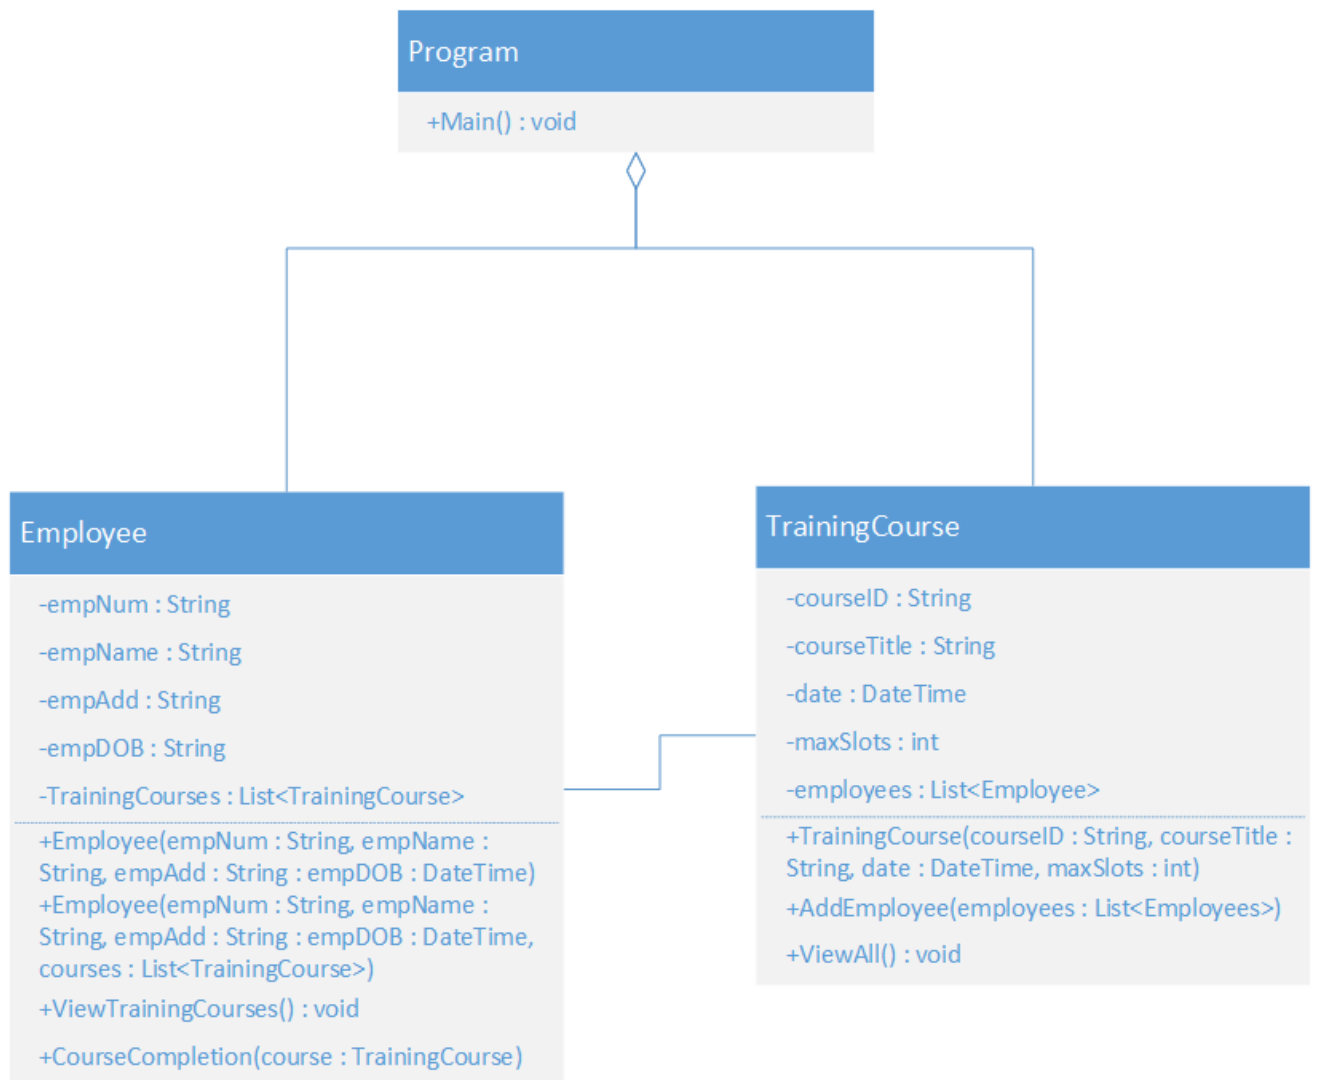 Program
+Main() : void
Employee
-empNum : String
-empName : String
-empAdd : String
-empDOB : String
-TrainingCourses : List<TrainingCourse>
+Employee(empNum : String, empName :
String, empAdd : String : empDOB : DateTime)
+Employee(empNum : String, empName :
String, empAdd : String : empDOB : DateTime,
courses : List<TrainingCourse>)
+ViewTrainingCourses() : void
+CourseCompletion(course : TrainingCourse)
TrainingCourse
-courseID : String
-courseTitle : String
-date : DateTime
-maxSlots : int
-employees : List<Employee>
+TrainingCourse(courseID : String, courseTitle :
String, date : DateTime, maxSlots : int)
+AddEmployee(employees : List<Employees>)
+ViewAll() : void